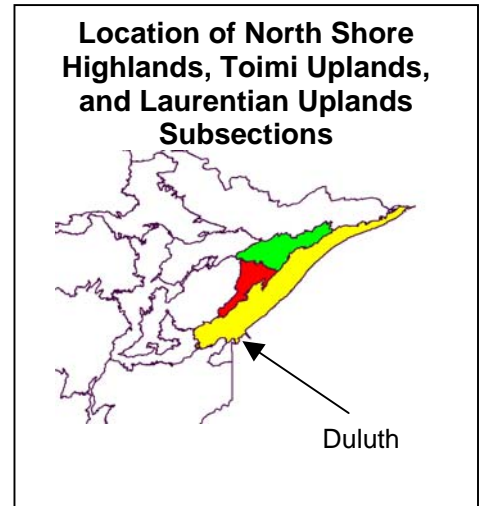 Location of North Shore
Highlands, Toimi Uplands,
and Laurentian Uplands
Subsections
Duluth